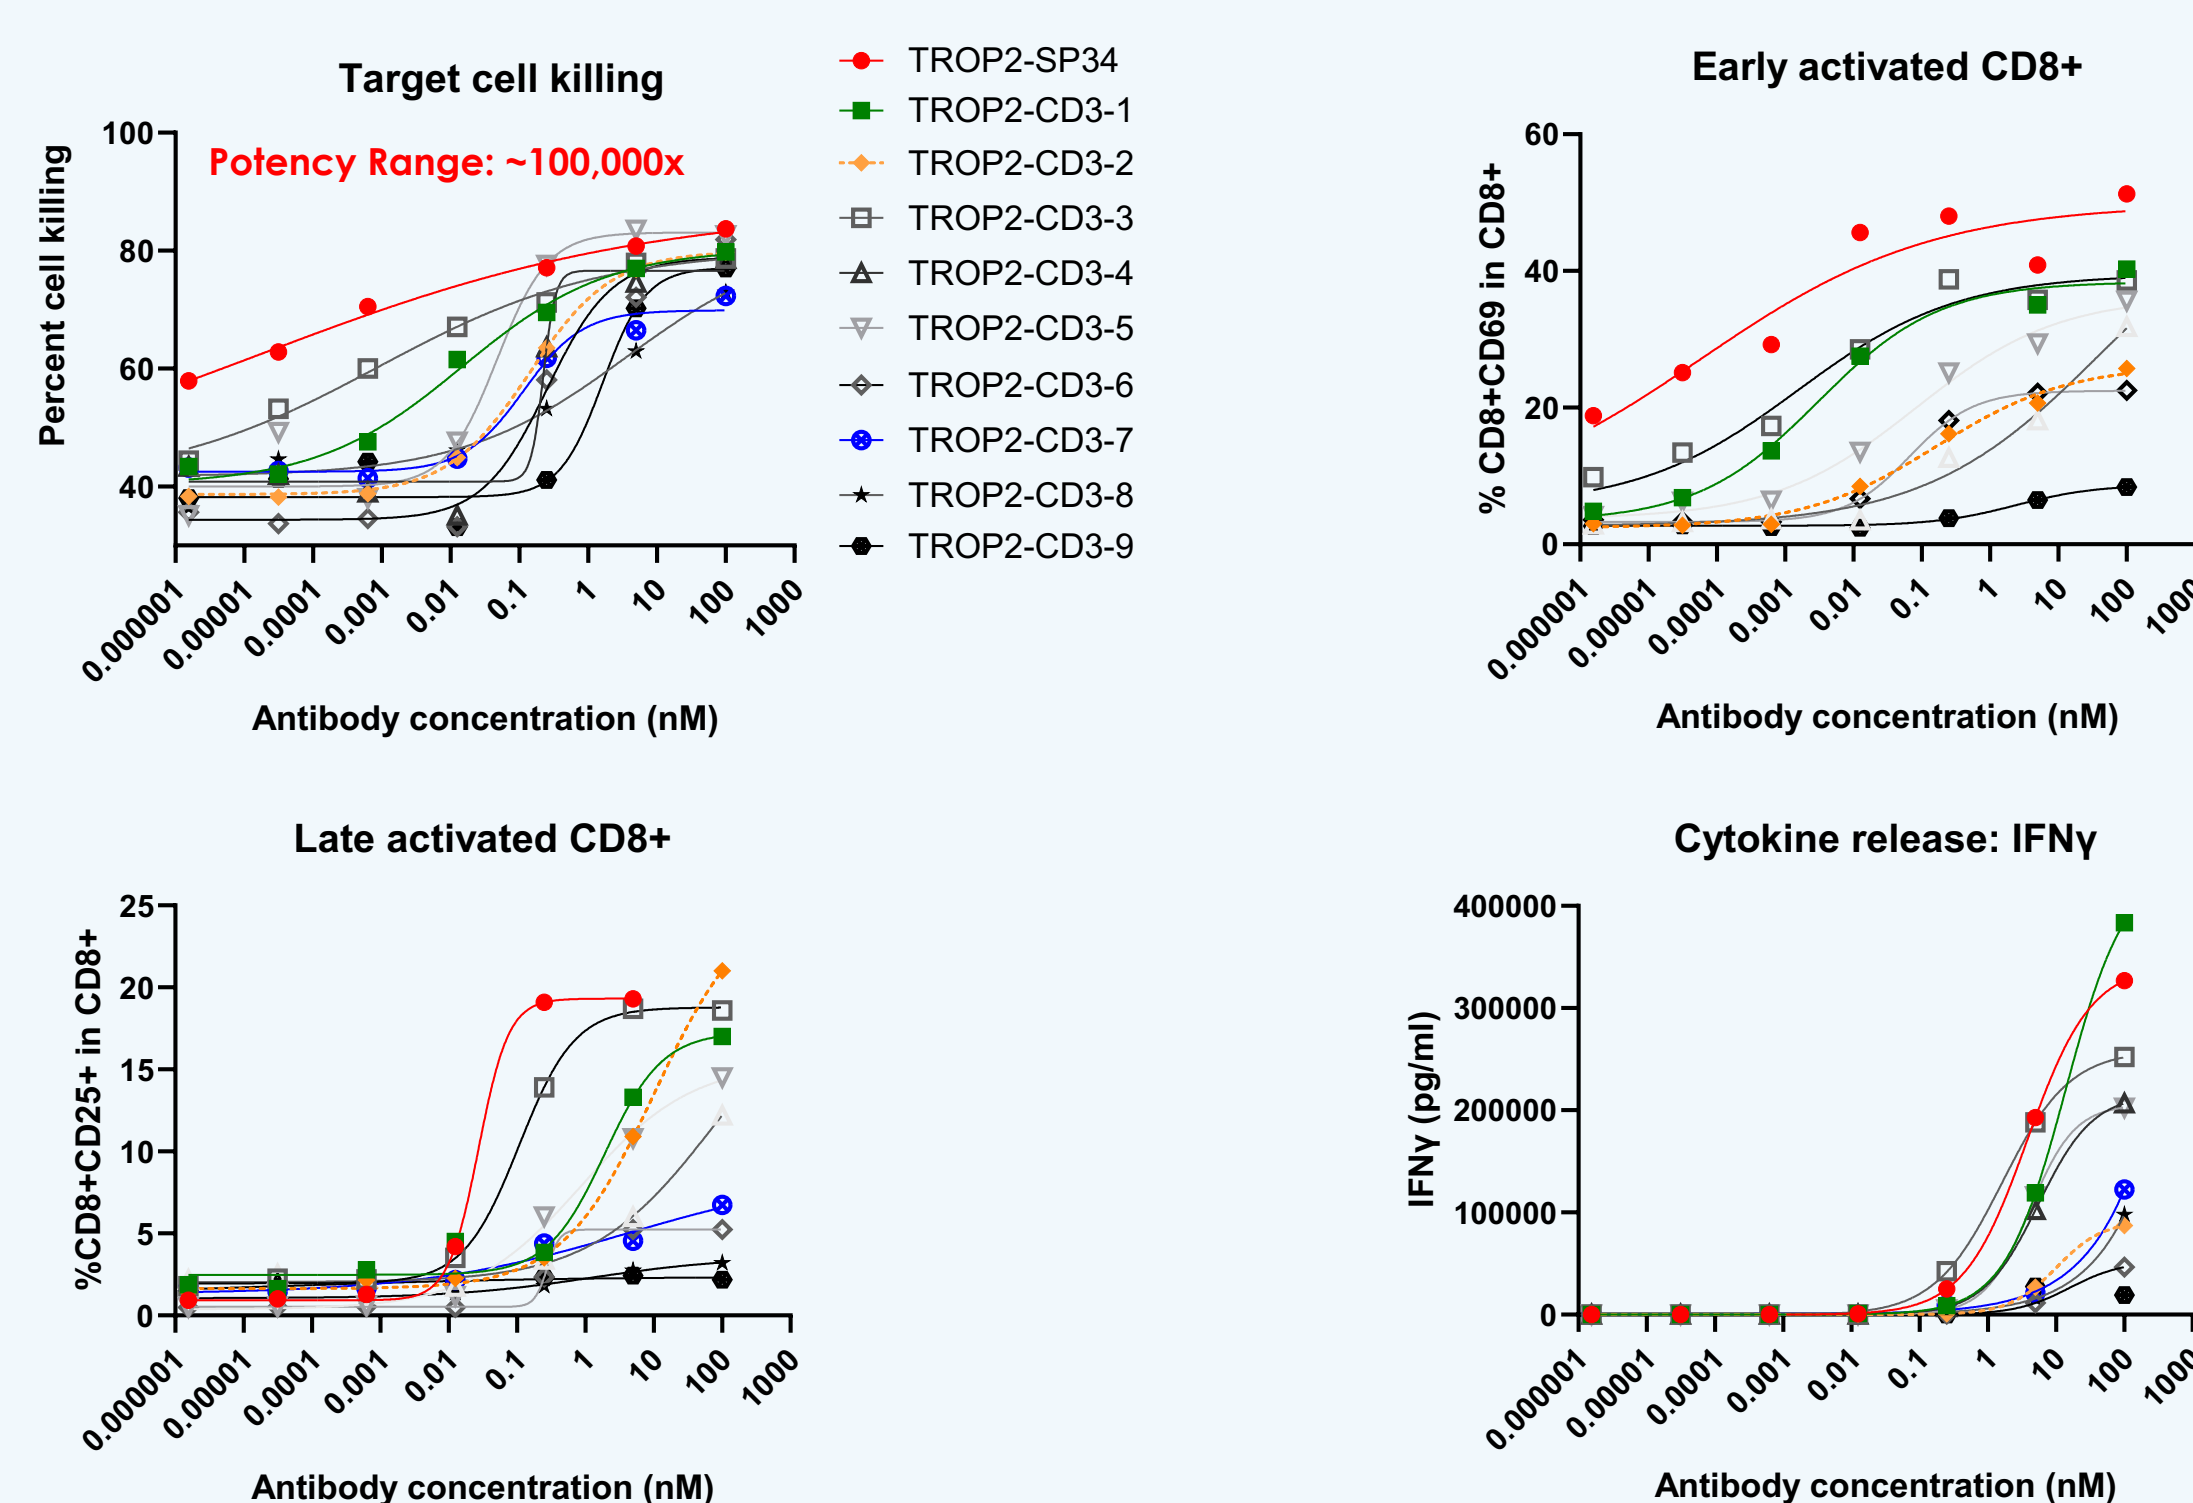 Target cell killing
Percent cell killing
100
80
60
40
Potency Range: ~100,000x
0.000001
0.00001
0.0001
0.001
0.01
0.1
1
10
100
1000
Antibody concentration (nM)
TROP2-SP34
TROP2-CD3-1
TROP2-CD3-2
TROP2-CD3-3
TROP2-CD3-4
TROP2-CD3-5
TROP2-CD3-6
TROP2-CD3-7
TROP2-CD3-8
TROP2-CD3-9
Early activated CD8+
% CD8+CD69 in CD8+
60
40
20
0
0.000001
0.00001
0.0001
0.001
0.01
0.1
1
10
100
1000
Antibody concentration (nM)
Late activated CD8+
%CD8+CD25+ in CD8+
25
20
15
10
5
0
0.000001
0.00001
0.0001
0.001
0.01
0.1
1
10
100
1000
Antibody concentration (nM)
Cytokine release: IFNγ
IFNγ (pg/ml)
400000
300000
200000
100000
0
0.000001
0.00001
0.0001
0.001
0.01
0.1
1
10
100
1000
Antibody concentration (nM)